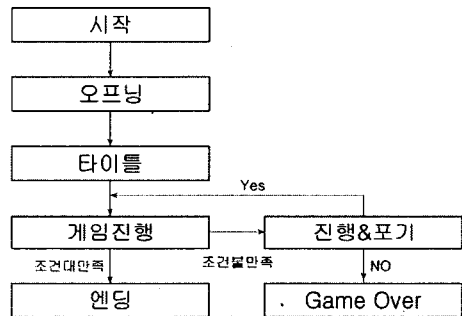 시작
오프닝
타이틀
Yes
게임진행
진행&포기
조건대만족
조건불만족
NO
엔딩
Game Over